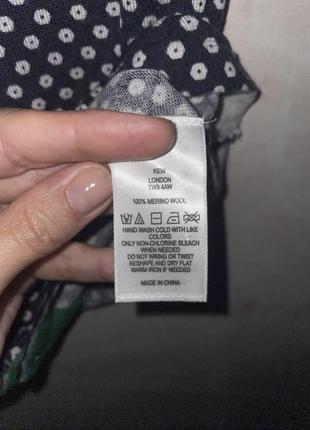 KEW
LONDON
TW9 4AW
100% MERINO WOOL
HAND WASH COLD WITH LIKE
COLORS
ONLY NON-CHLORINE BLEACH
WHEN NEEDED
DO NOT WRING OR TWIST
RESHAPE AND DRY FLAT
WARM IRON IF NEEDED
MADE IN CHINA